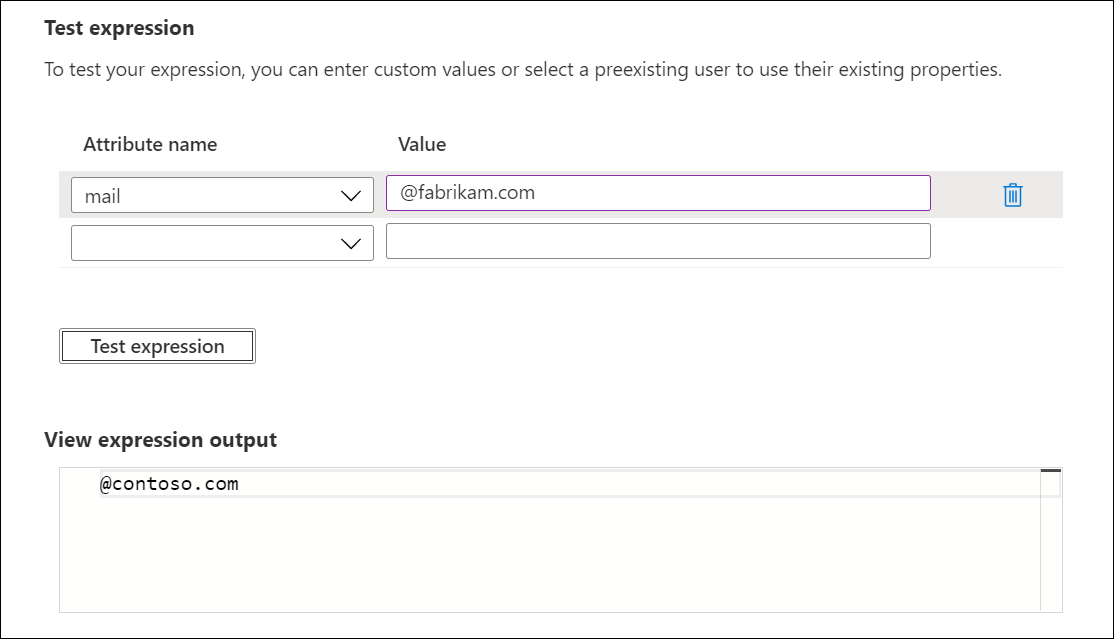 Test expression
To test your expression, you can enter custom values or select a preexisting user to use their existing properties.
Attribute name Value
mail @fabrikam.com
Test expression
View expression output
@contoso.com